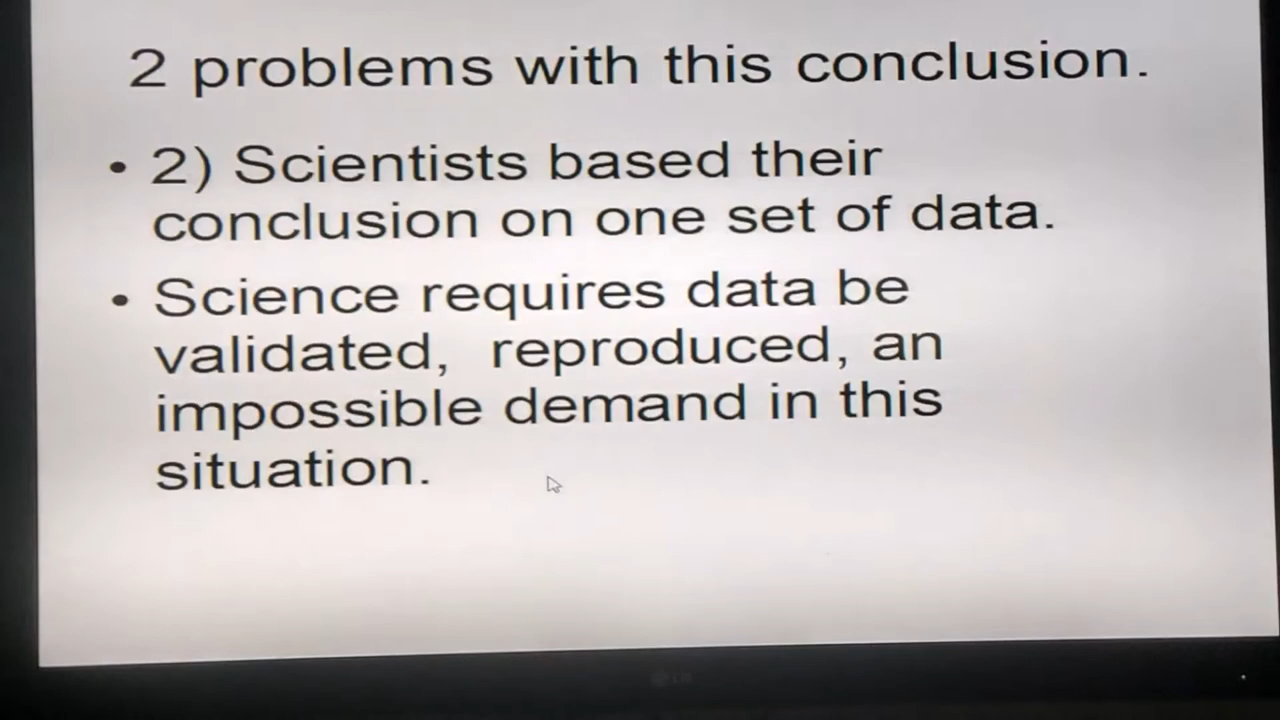 2 problems with this conclusion.
• 2) Scientists based their
conclusion on one set of data.
• Science requires data be
validated, reproduced, an
impossible demand in this
situation.
LG